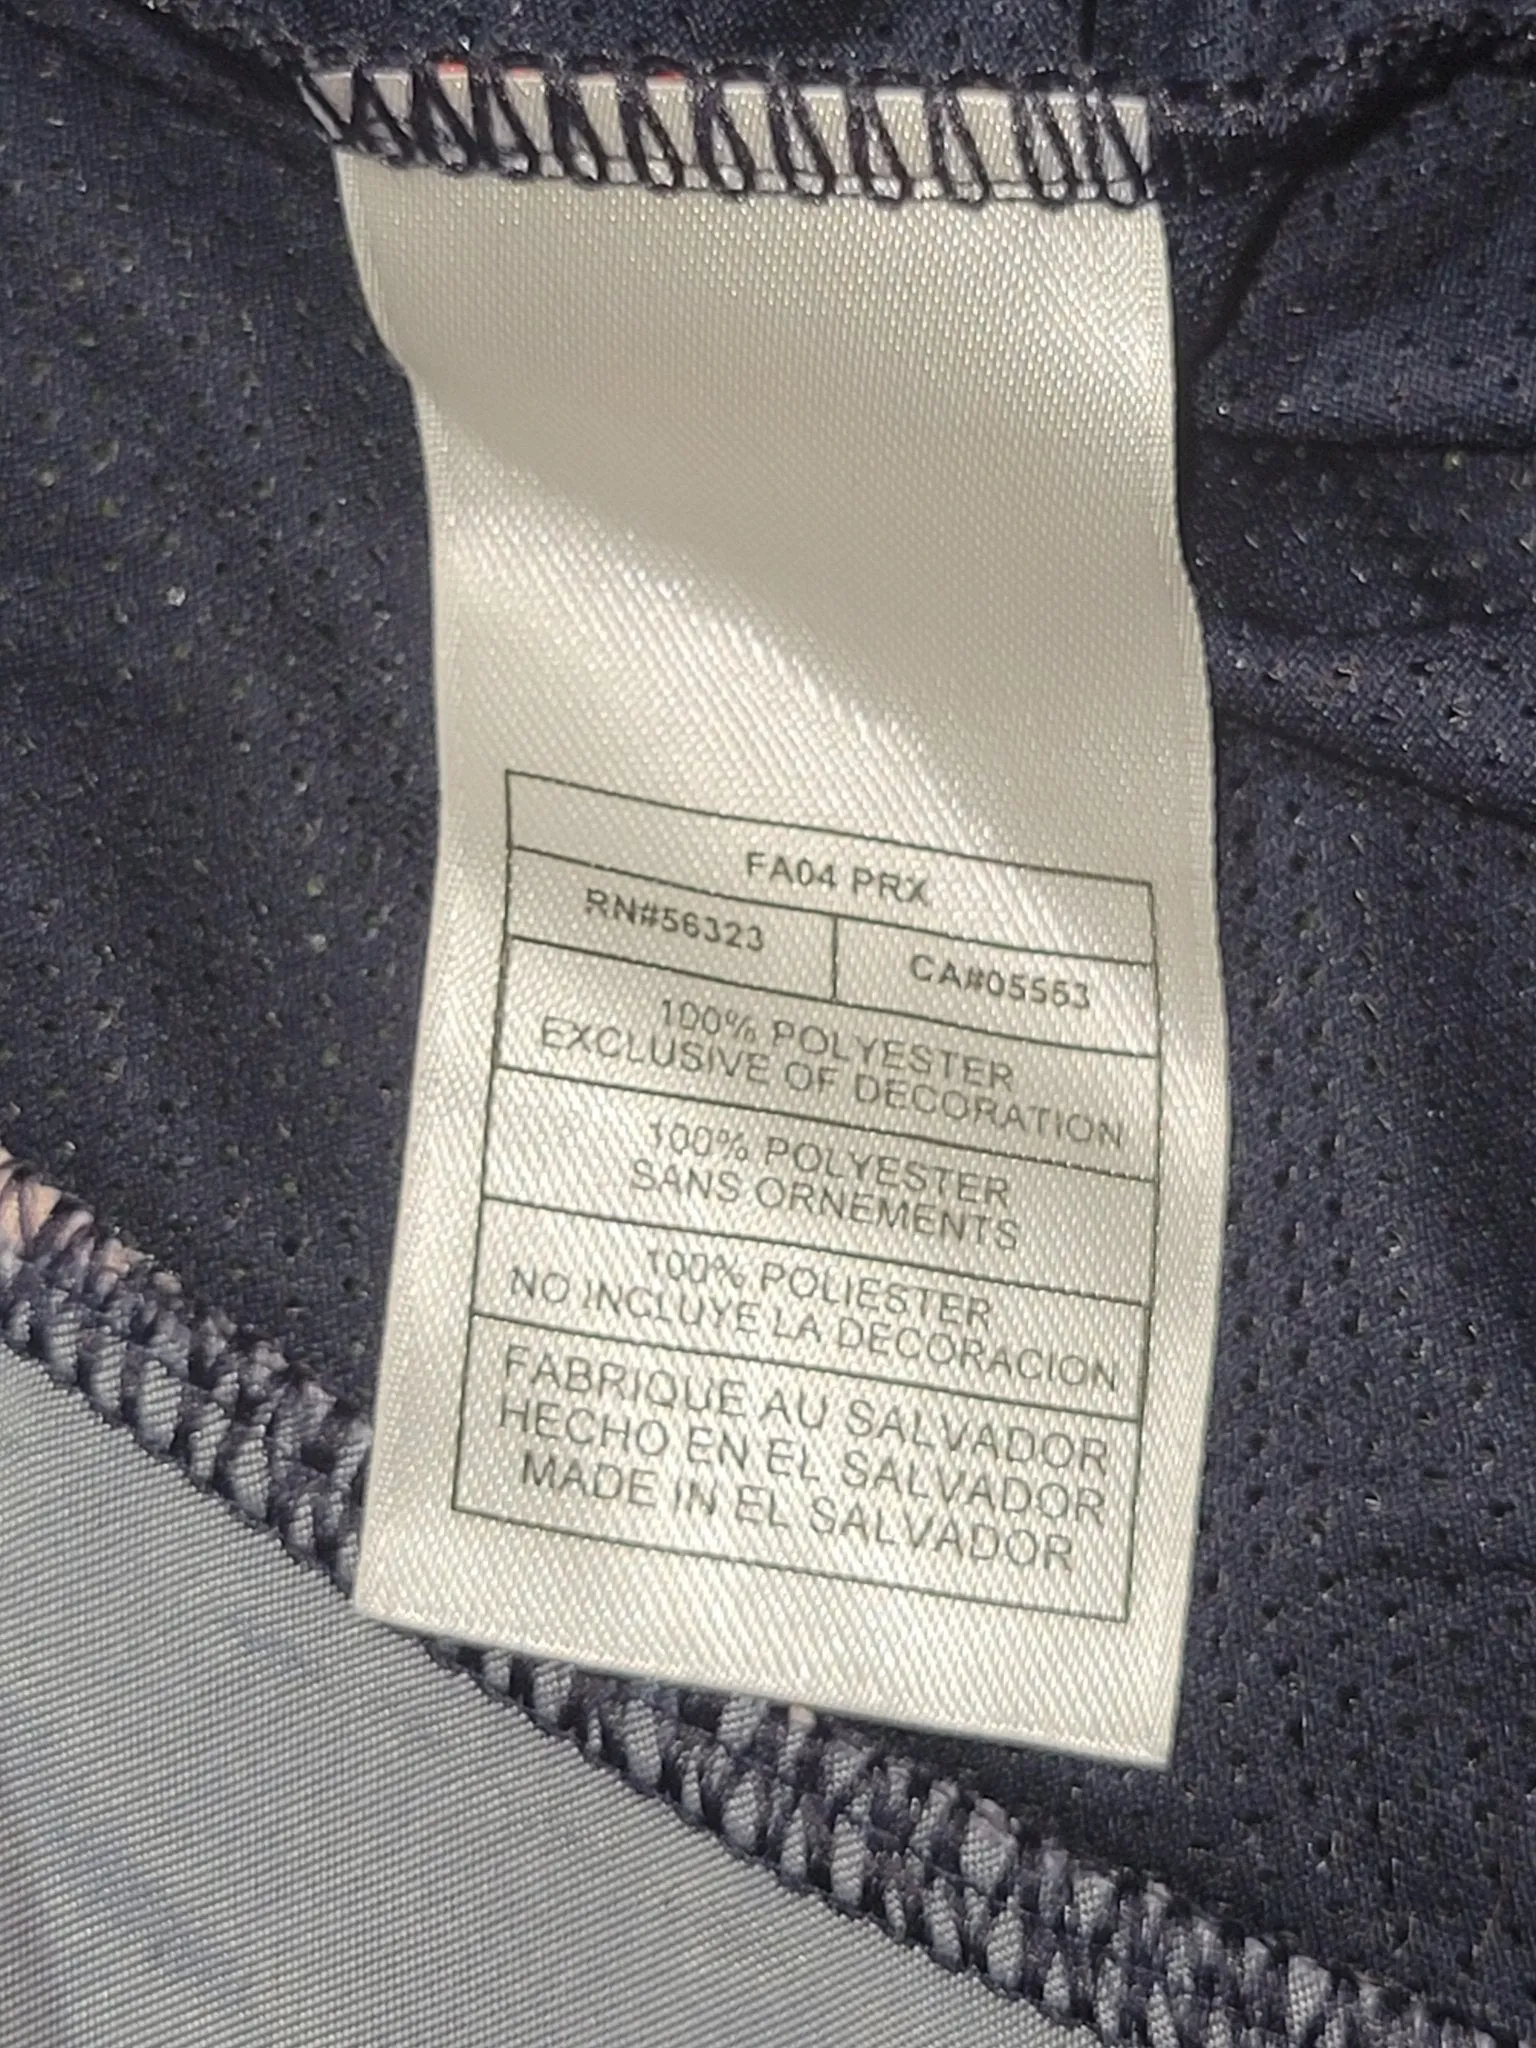 FA04 PRX
RN#56323
CA#05553
100% POLYESTER
EXCLUSIVE OF DECORATION
100% POLYESTER
SANS ORNEMENTS
100% POLIESTER
NO INCLUYE LA DECORACION
FABRIQUE AU SALVADOR
HECHO EN EL SALVADOR
MADE IN EL SALVADOR